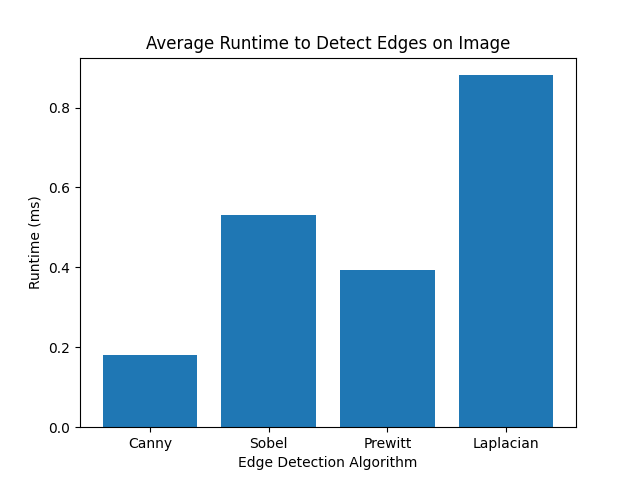 Average Runtime to Detect Edges on Image
Runtime (ms)
0.8
0.6
0.4
0.2
0.0
Canny Sobel Prewitt Laplacian
Edge Detection Algorithm